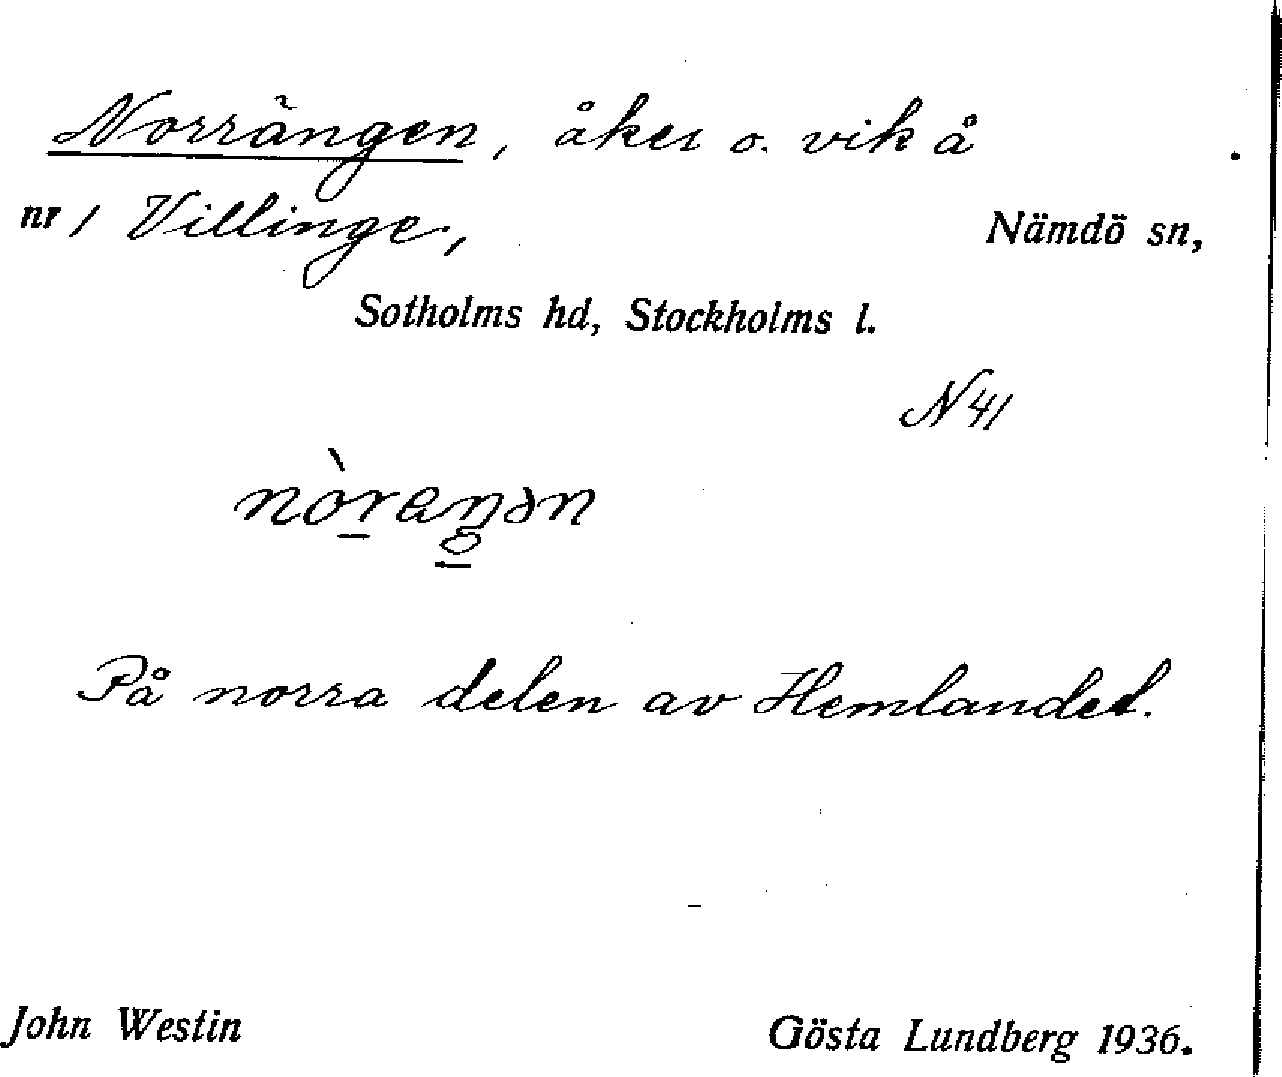 Norrängen, åker o. vik å .
nr 1 Villinge, Nämdö sn,
Sotholms hd, Stockholms l.
N 41
nòraŋən
På norra delen av Hemlandet.
John Westin Gösta Lundberg 1936.